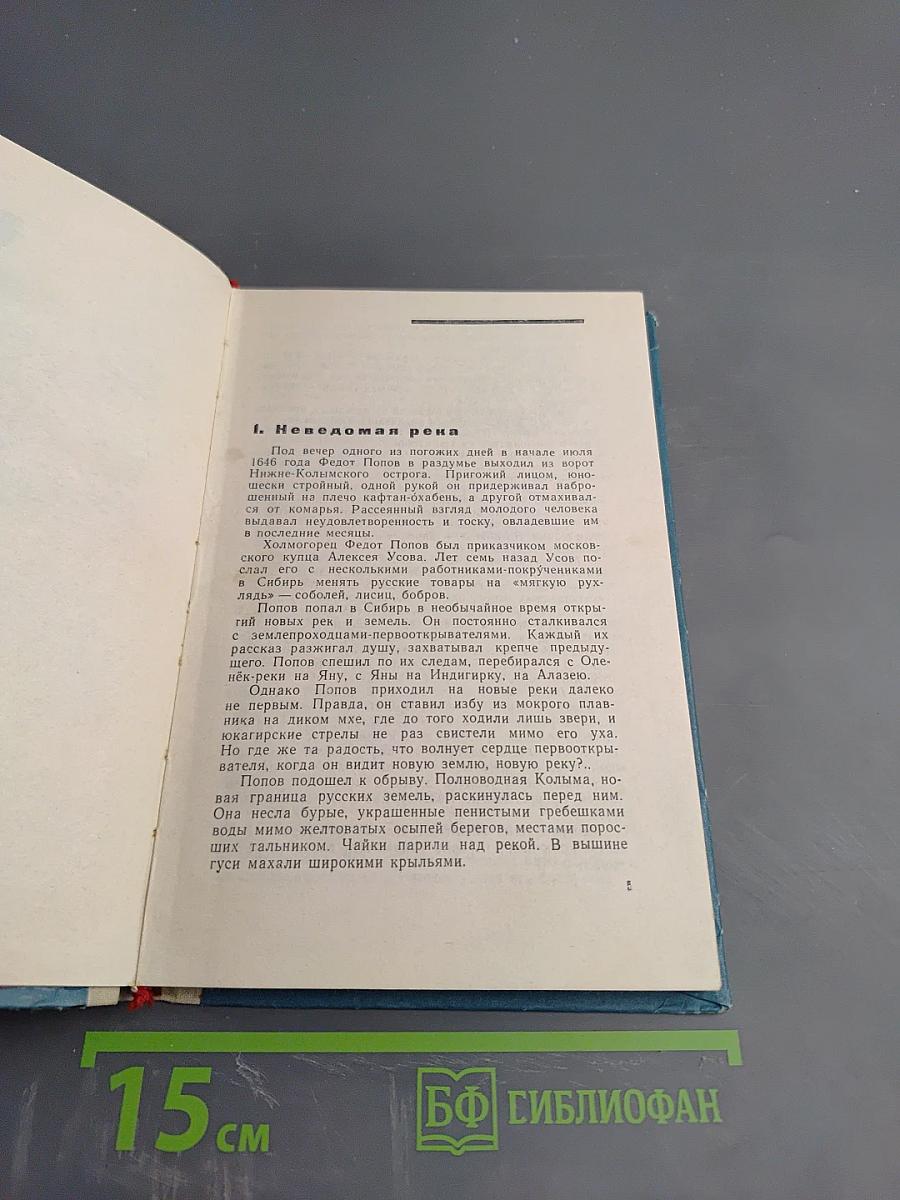 1. Неведомая река
Под вечер одного из погожих дней в начале июля
1646 года Федот Попов в раздумье выходил из ворот
Нижне-Колымского острога. Пригожий лицом, юно-
шески стройный, одной рукой он придерживал набро-
шенный на плечо кафтан-о́хабень, а другой отмахивал-
ся от комарья. Рассеянный взгляд молодого человека
выдавал неудовлетворенность и тоску, овладевшие им
в последние месяцы.
Холмогорец Федот Попов был приказчиком москов-
ского купца Алексея Усова. Лет семь назад Усов по-
слал его с несколькими работниками-покру́чениками
в Сибирь менять русские товары на «мягкую рух-
лядь» — соболей, лисиц, бобров.
Попов попал в Сибирь в необычайное время откры-
тий новых рек и земель. Он постоянно сталкивался
с землепроходцами-первооткрывателями. Каждый их
рассказ разжигал душу, захватывал крепче предыду-
щего. Попов спешил по их следам, перебирался с Оле-
нёк-реки на Яну, с Яны на Индигирку, на Алазею.
Однако Попов приходил на новые реки далеко
не первым. Правда, он ставил избу из мокрого плав-
ника на диком мхе, где до того ходили лишь звери, и
юкагирские стрелы не раз свистели мимо его уха.
Но где же та радость, что волнует сердце первооткры-
вателя, когда он видит новую землю, новую реку?..
Попов подошел к обрыву. Полноводная Колыма, но-
вая граница русских земель, раскинулась перед ним.
Она несла бурые, украшенные пенистыми гребешками
воды мимо желтоватых осыпей берегов, местами порос-
ших тальником. Чайки парили над рекой. В вышине
гуси махали широкими крыльями.
15 см
БФ БИБЛИОФАН